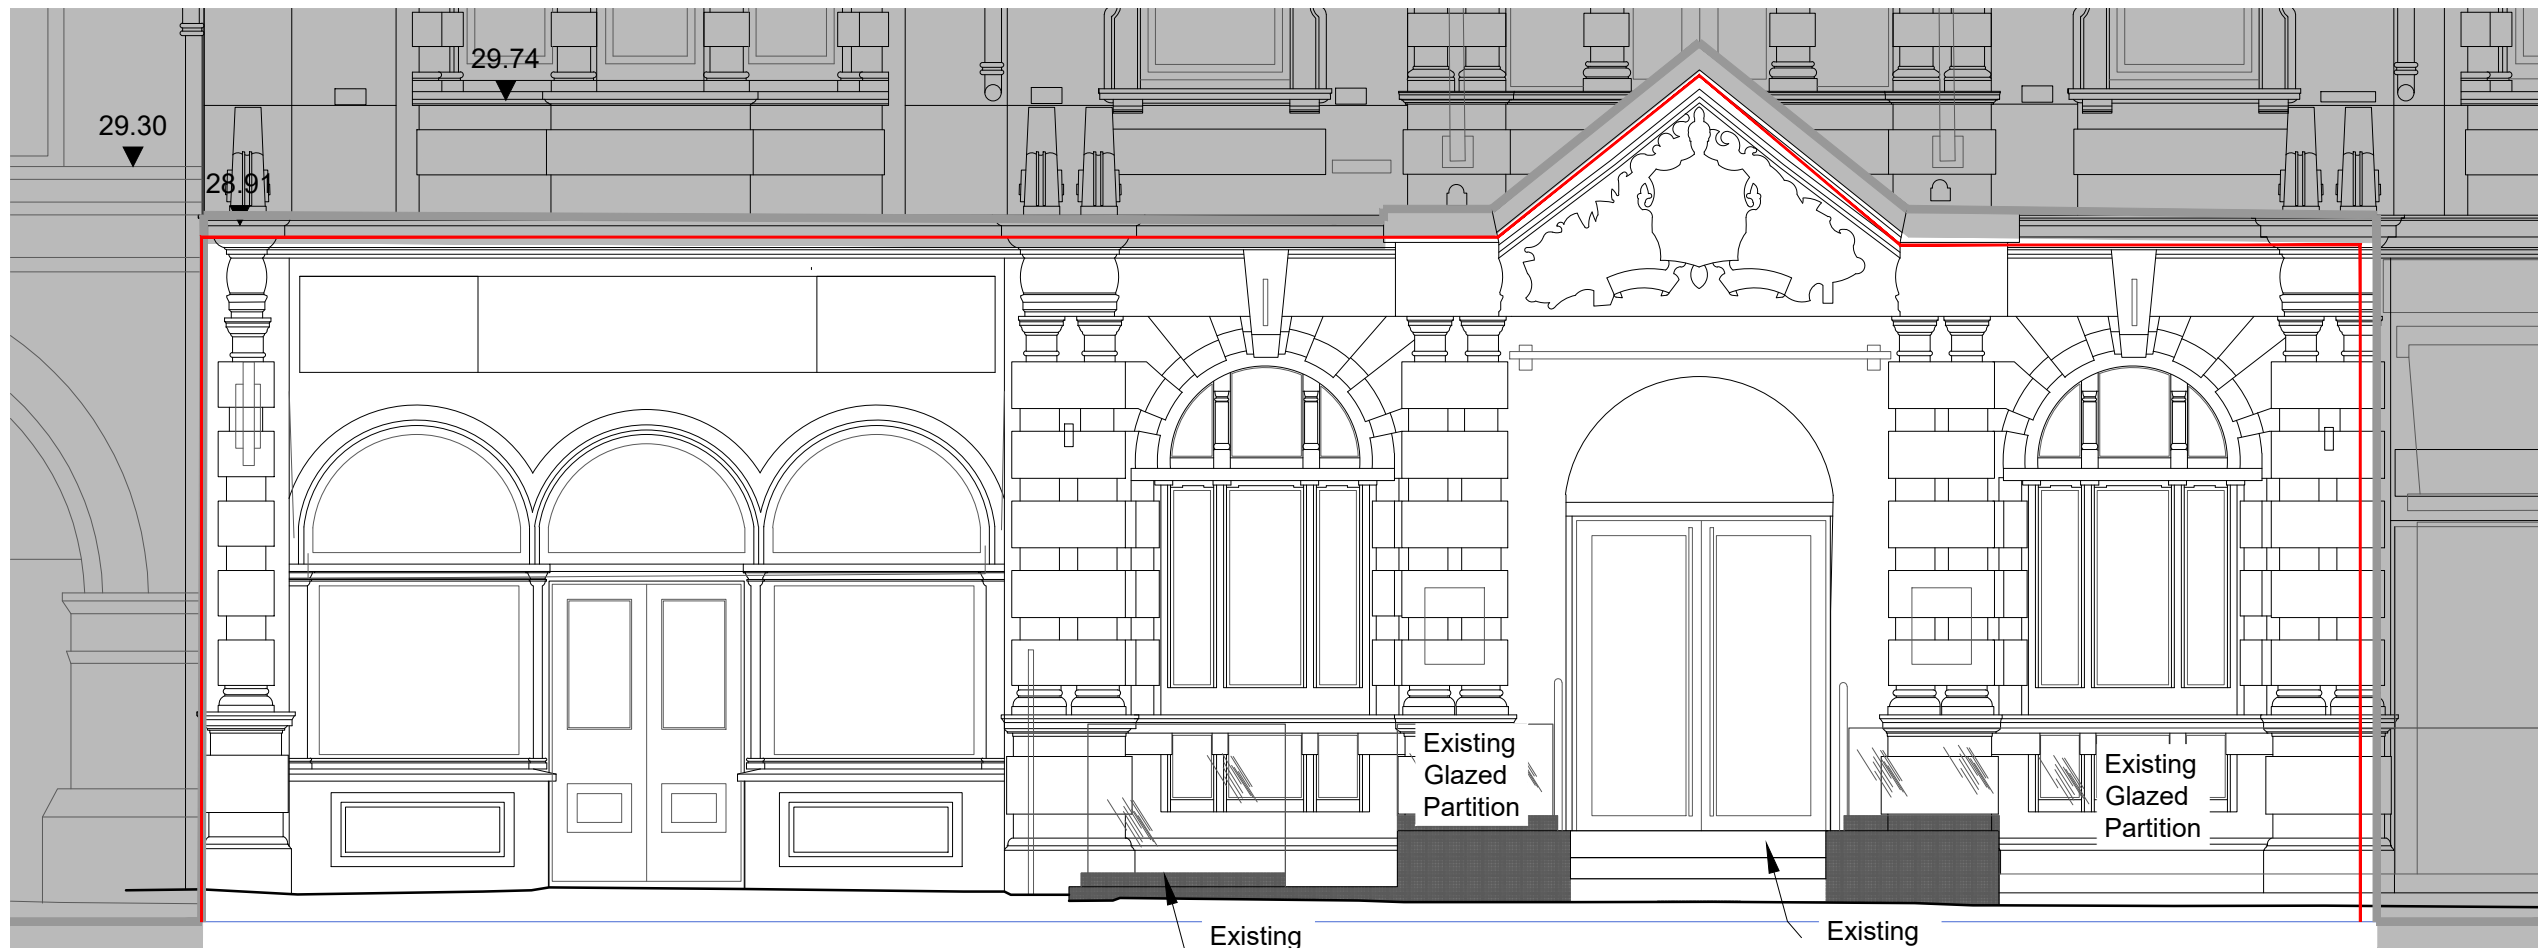 29.74
29.30
28.91
Existing
Glazed
Partition
Existing
Glazed
Partition
Existing
Existing